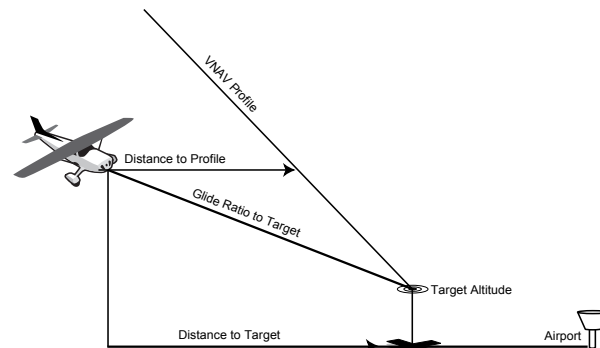 VNAV Profile
Distance to Profile
Glide Ratio to Target
Target Altitude
Distance to Target
Airport